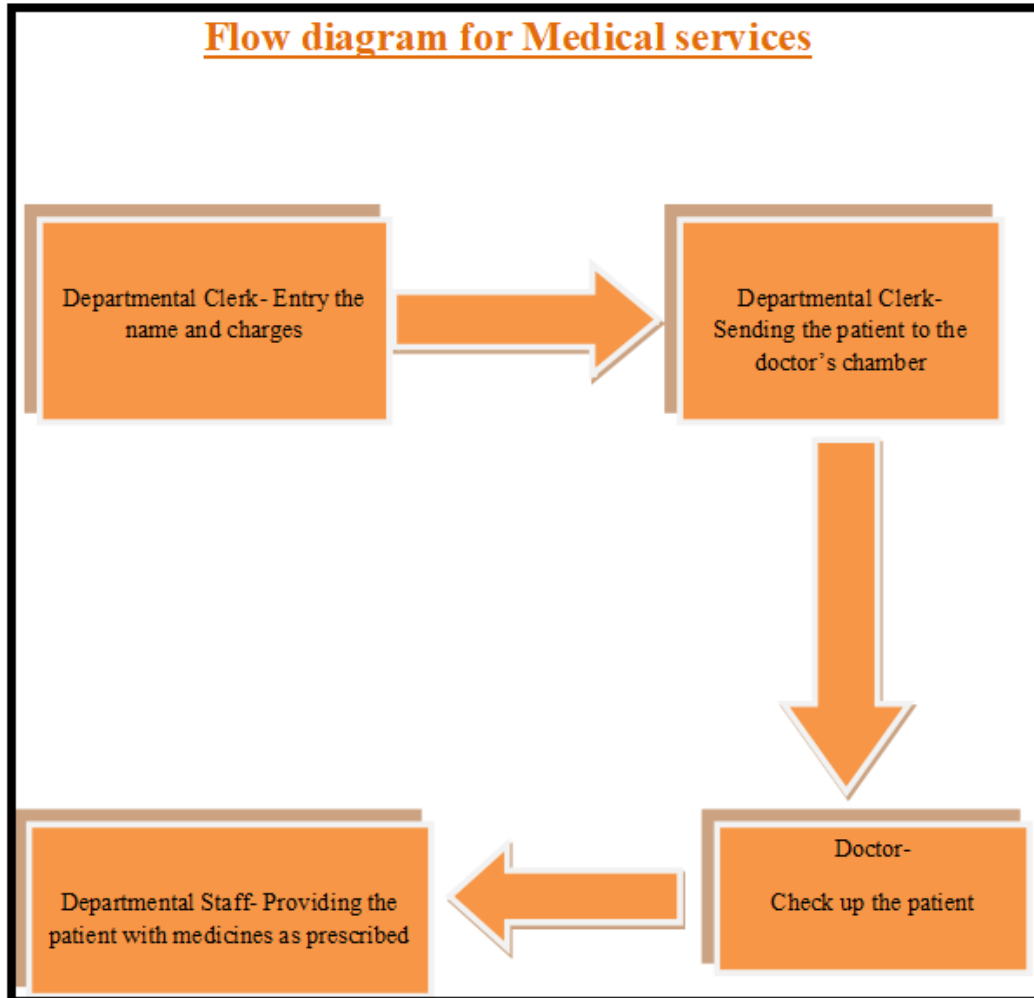 Flow diagram for Medical services
Departmental Clerk- Entry the
name and charges
Departmental Clerk-
Sending the patient to the
doctor’s chamber
Doctor-
Check up the patient
Departmental Staff- Providing the
patient with medicines as prescribed